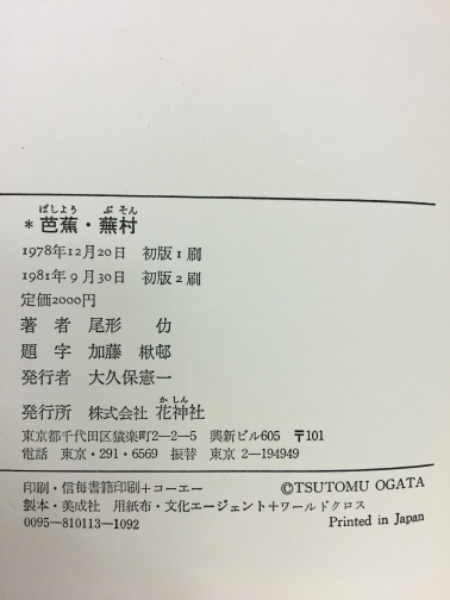 ばしよう ぶそん
*芭蕉・蕪村
1978年12月20日 初版1刷
1981年9月30日 初版2刷
定価2000円
著者 尾形 仂
題字 加藤 楸邨
発行者 大久保憲一
かしん
発行所 株式会社 花神社
東京都千代田区猿楽町2-2-5 興新ビル605 〒101
電話 東京・291・6569 振替 東京 2-194949
印刷・信毎書籍印刷+コーエー
©TSUTOMU OGATA
製本・美成社 用紙布・文化エージェント+ワールドクロス
0095-810113-1092
Printed in Japan